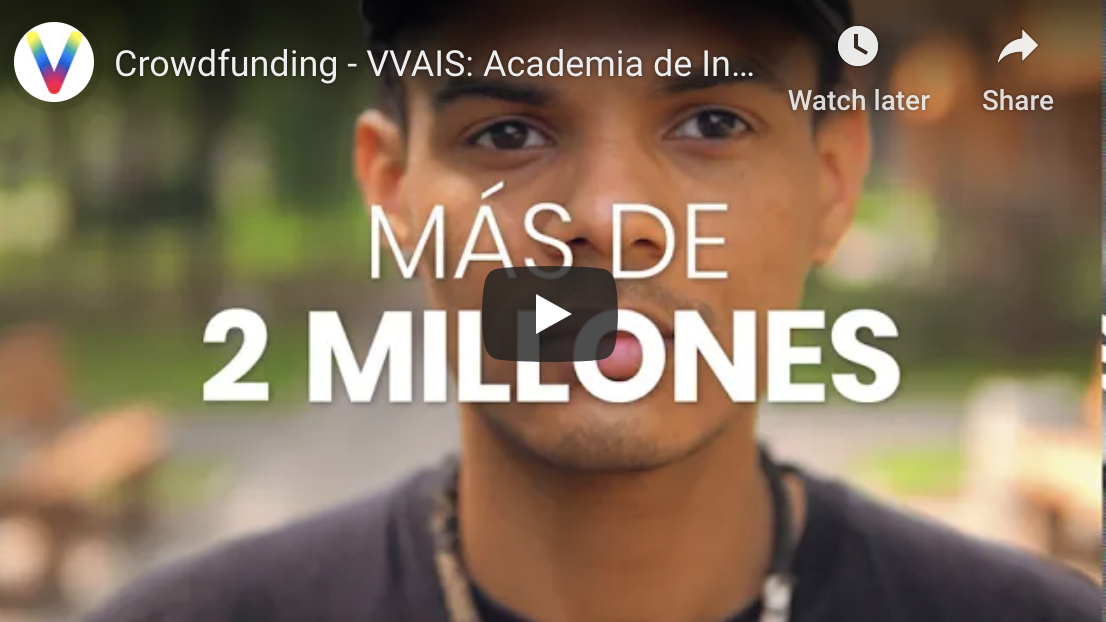 V
Crowdfunding - VVAIS: Academia de In...
Watch later
Share
MÁS DE
2 MILLONES